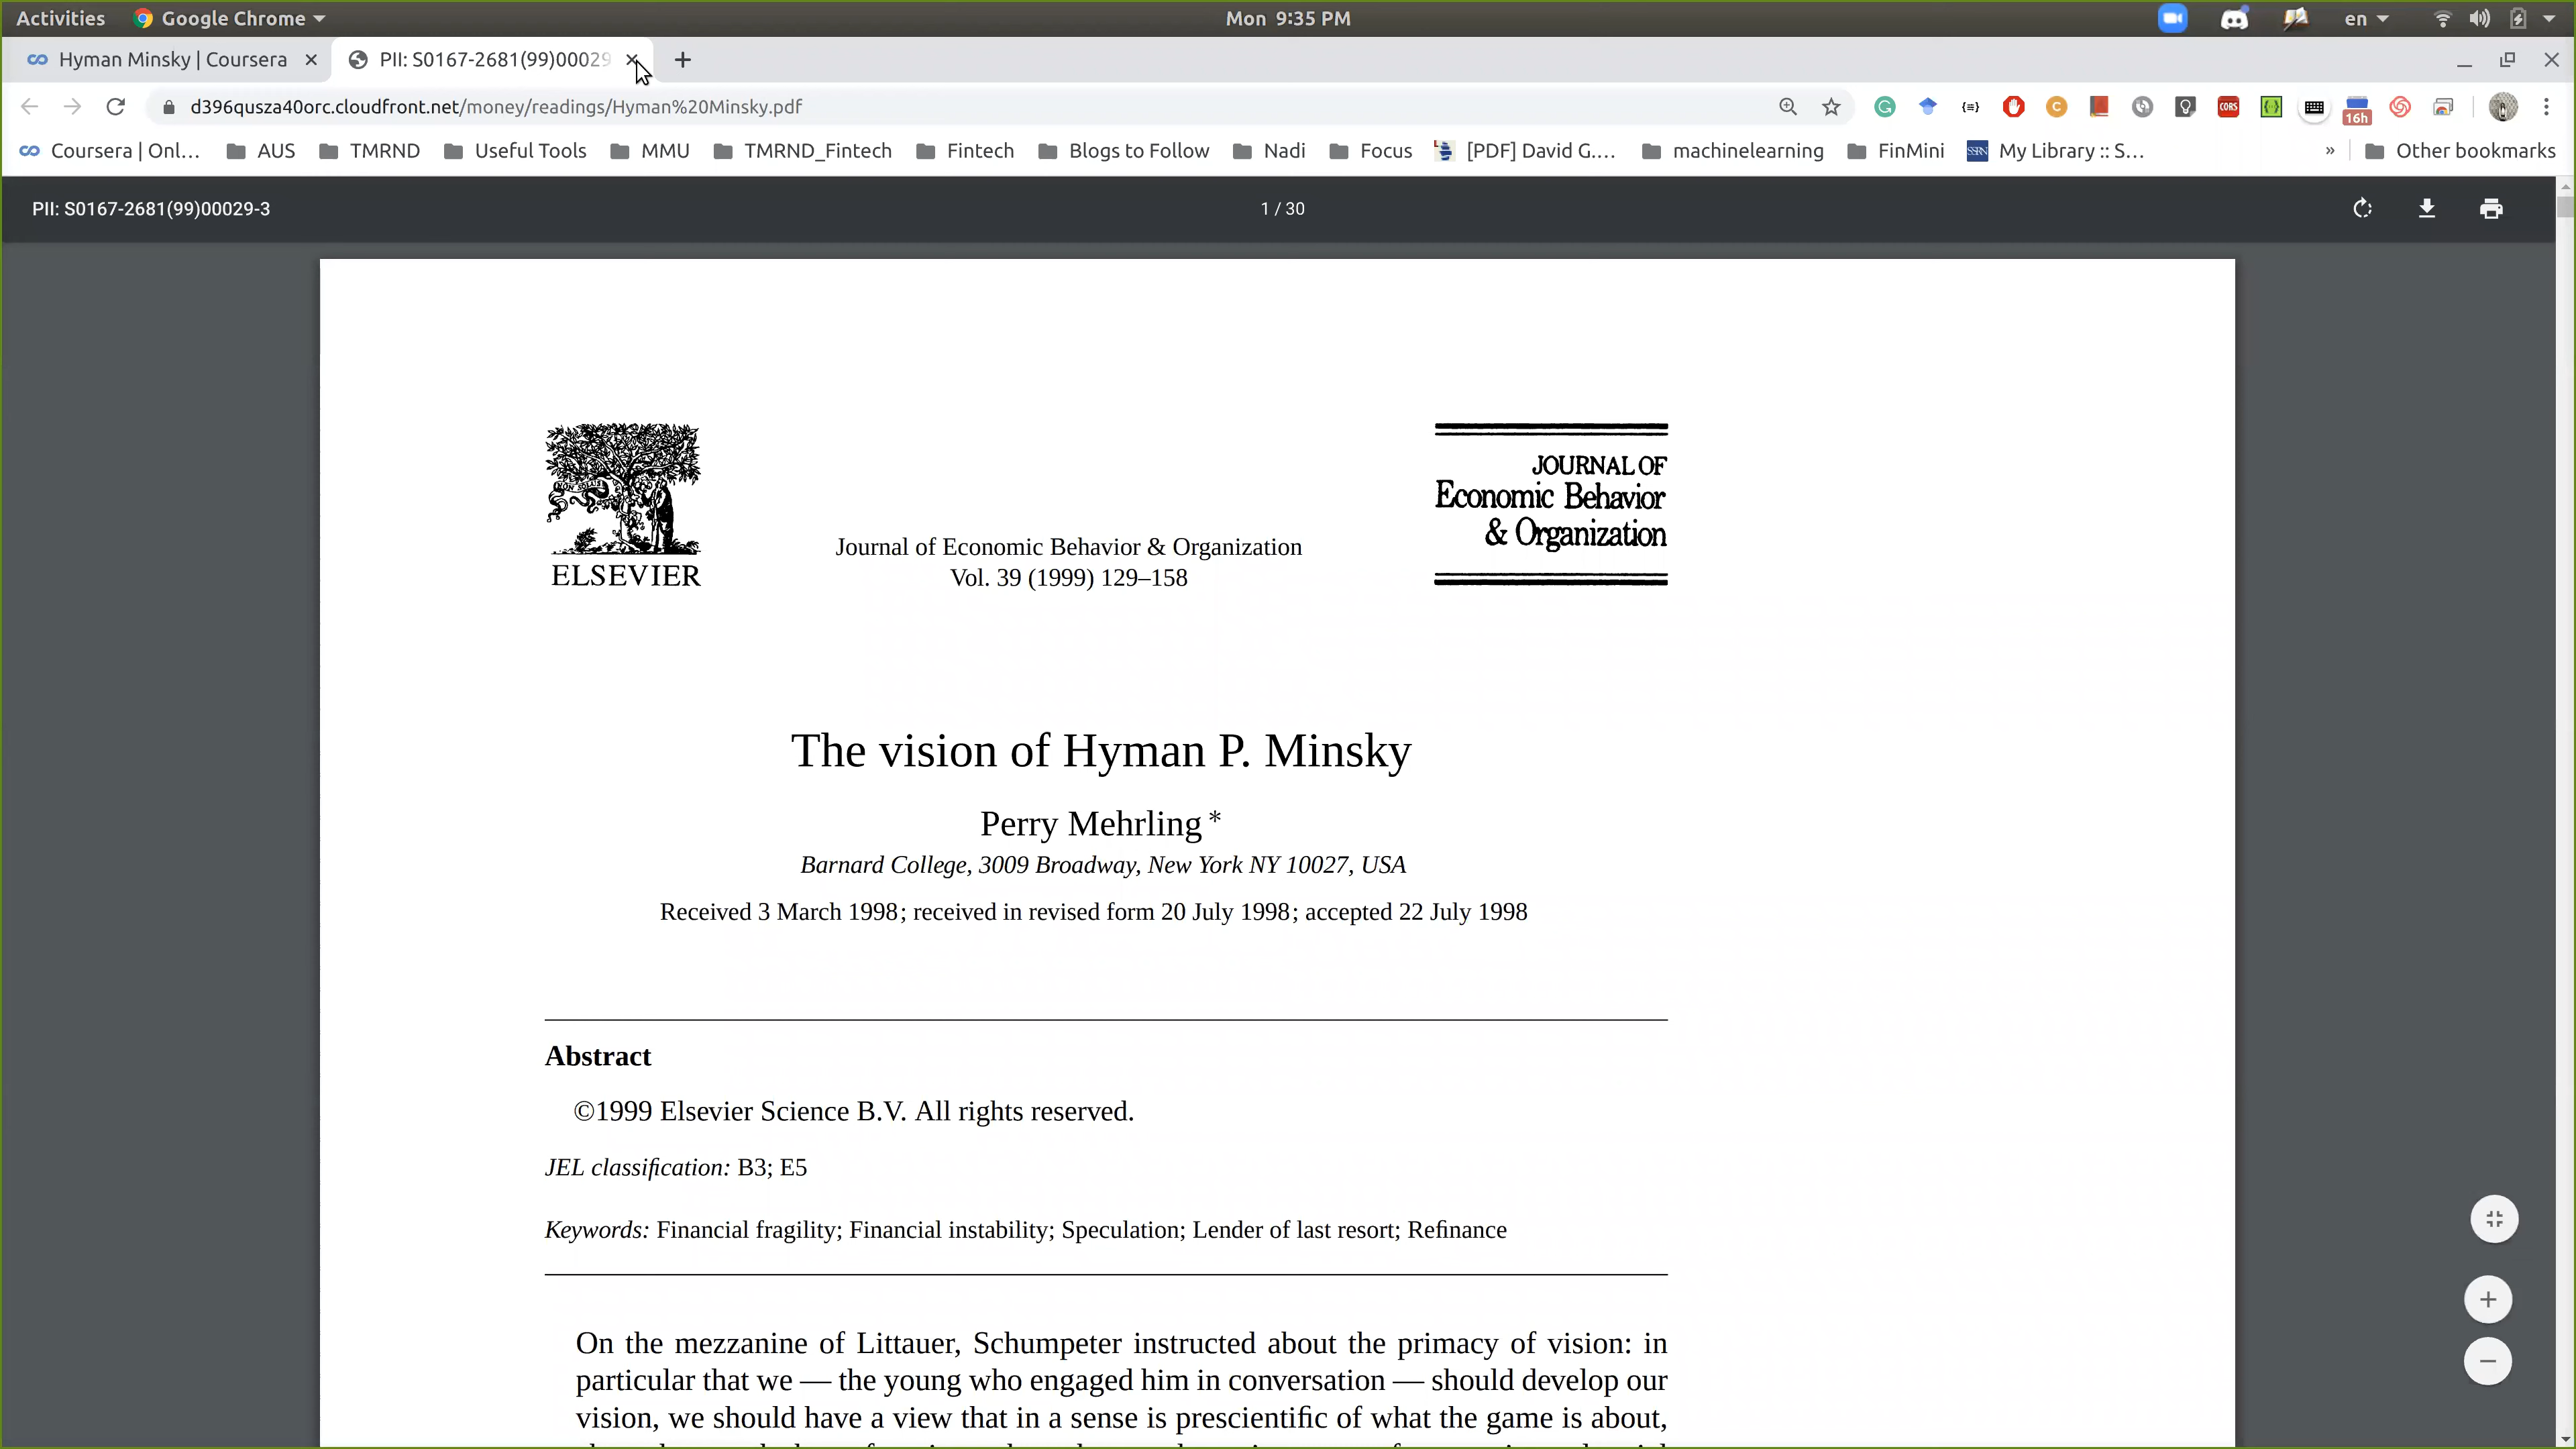 Activities Google Chrome Mon 9:35 PM en
Hyman Minsky | Coursera PII: S0167-2681(99)00029
d396qusza40orc.cloudfront.net/money/readings/Hyman%20Minsky.pdf
16h
CORS
Coursera | Onl... AUS TMRND Useful Tools MMU TMRND_Fintech Fintech Blogs to Follow Nadi Focus [PDF] David G.... machinelearning FinMini SSRN My Library :: S... » Other bookmarks
PII: S0167-2681(99)00029-3 1 / 30
NON SOLUS
ELSEVIER
Journal of Economic Behavior & Organization
Vol. 39 (1999) 129–158
JOURNAL OF
Economic Behavior
& Organization
The vision of Hyman P. Minsky
Perry Mehrling *
Barnard College, 3009 Broadway, New York NY 10027, USA
Received 3 March 1998; received in revised form 20 July 1998; accepted 22 July 1998
Abstract
©1999 Elsevier Science B.V. All rights reserved.
JEL classification: B3; E5
Keywords: Financial fragility; Financial instability; Speculation; Lender of last resort; Refinance
On the mezzanine of Littauer, Schumpeter instructed about the primacy of vision: in
particular that we — the young who engaged him in conversation — should develop our
vision, we should have a view that in a sense is prescientific of what the game is about,